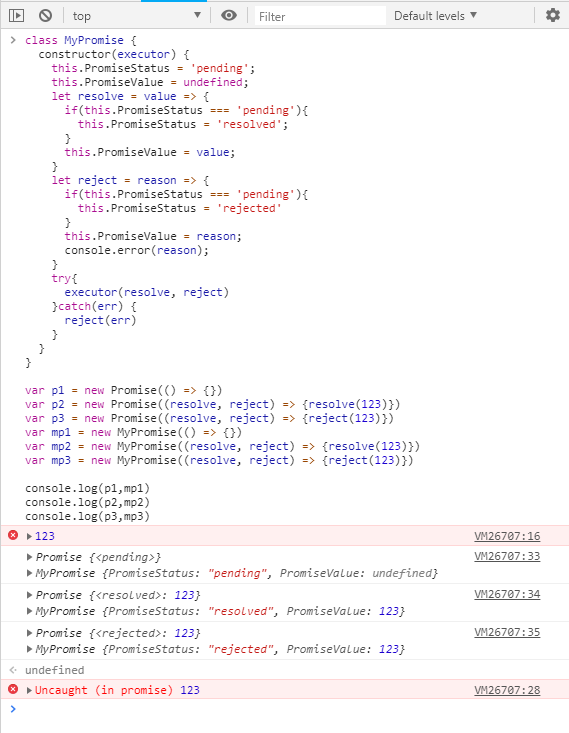 top ▼ Filter Default levels ▼
> class MyPromise {
  constructor(executor) {
    this.PromiseStatus = 'pending';
    this.PromiseValue = undefined;
    let resolve = value => {
      if(this.PromiseStatus === 'pending'){
        this.PromiseStatus = 'resolved';
      }
      this.PromiseValue = value;
    }
    let reject = reason => {
      if(this.PromiseStatus === 'pending'){
        this.PromiseStatus = 'rejected'
      }
      this.PromiseValue = reason;
      console.error(reason);
    }
    try{
      executor(resolve, reject)
    }catch(err) {
      reject(err)
    }
  }
}

var p1 = new Promise(() => {})
var p2 = new Promise((resolve, reject) => {resolve(123)})
var p3 = new Promise((resolve, reject) => {reject(123)})
var mp1 = new MyPromise(() => {})
var mp2 = new MyPromise((resolve, reject) => {resolve(123)})
var mp3 = new MyPromise((resolve, reject) => {reject(123)})

console.log(p1,mp1)
console.log(p2,mp2)
console.log(p3,mp3)
▶123 VM26707:16
▶Promise {<pending>} VM26707:33
▶MyPromise {PromiseStatus: "pending", PromiseValue: undefined}
▶Promise {<resolved>: 123} VM26707:34
▶MyPromise {PromiseStatus: "resolved", PromiseValue: 123}
▶Promise {<rejected>: 123} VM26707:35
▶MyPromise {PromiseStatus: "rejected", PromiseValue: 123}
undefined
▶Uncaught (in promise) 123 VM26707:28
>